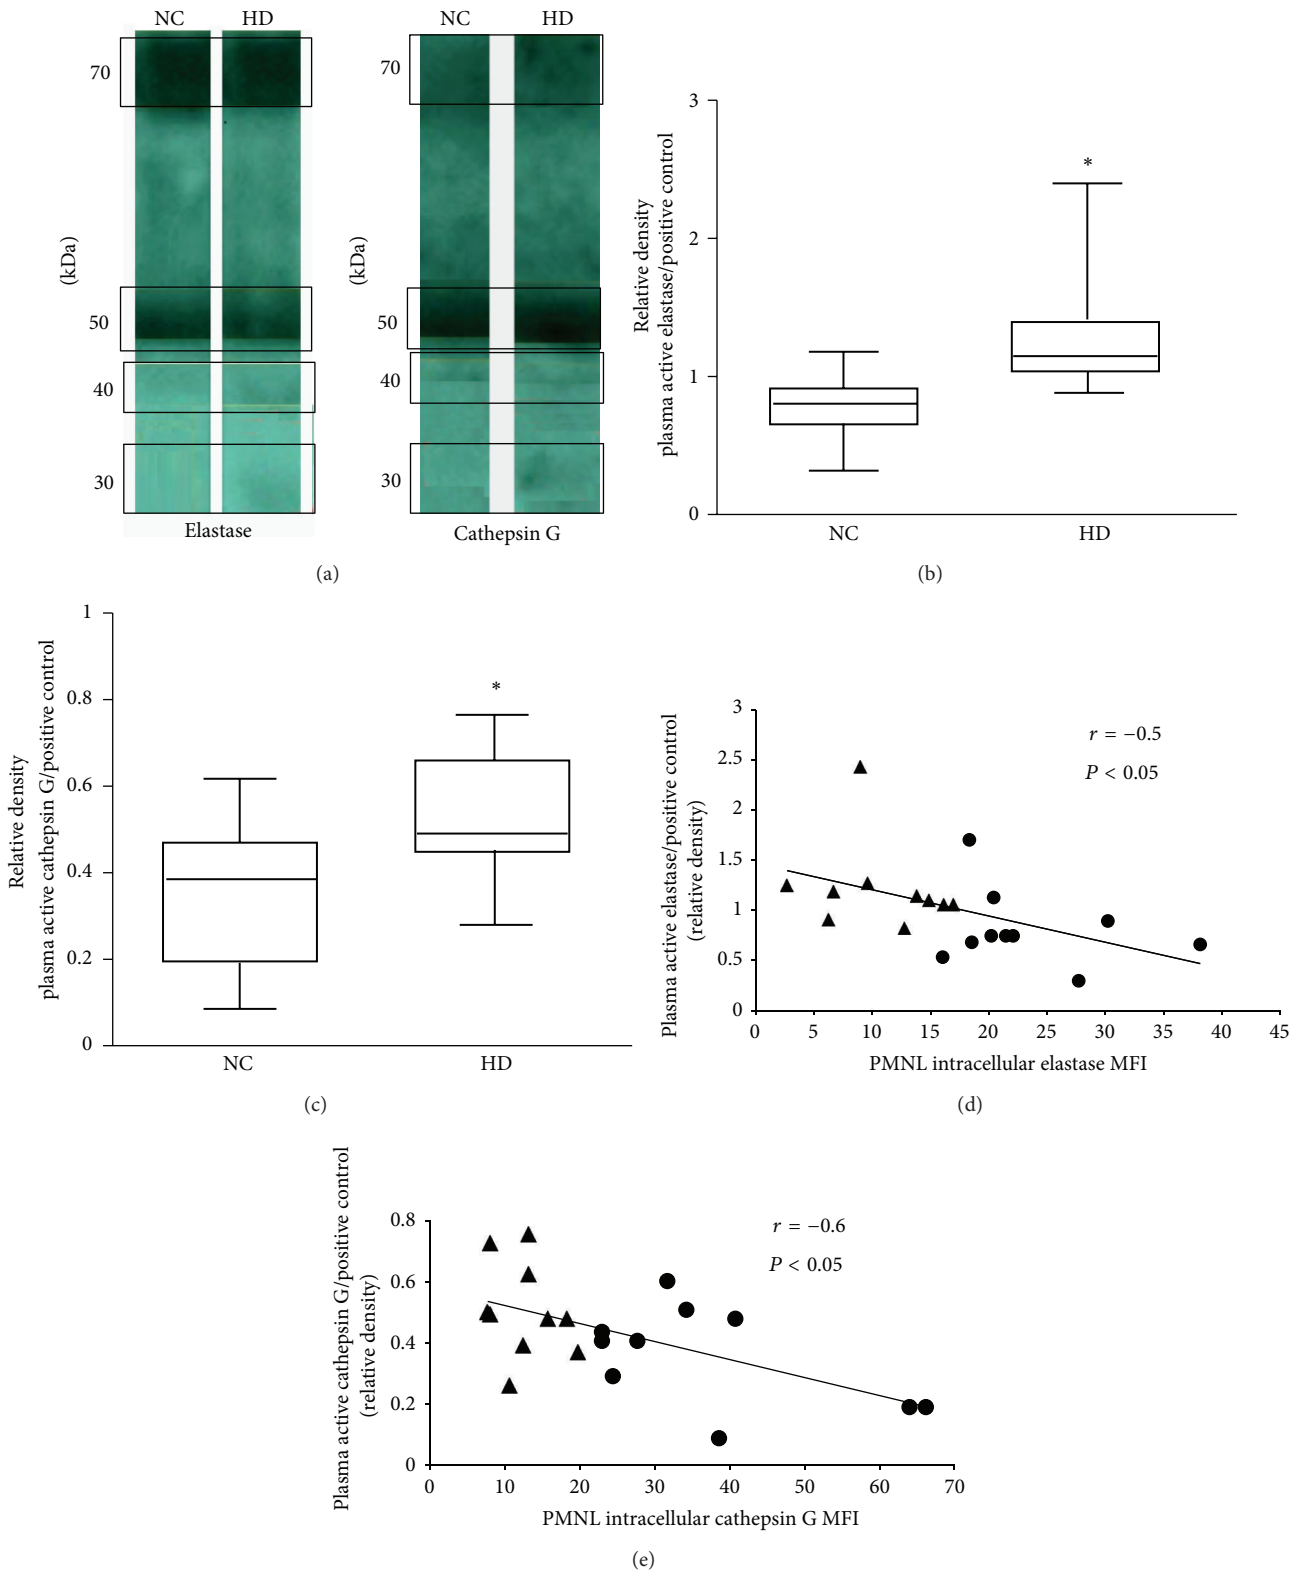 NC HD
NC HD
70
50
40
30
(kDa)
Elastase
70
50
40
30
(kDa)
Cathepsin G
(a)
Relative density
plasma active elastase/positive control
3
2
1
0
*
NC HD
(b)
Relative density
plasma active cathepsin G/positive control
1
0.8
0.6
0.4
0.2
0
*
NC HD
(c)
Plasma active elastase/positive control
(relative density)
3
2.5
2
1.5
1
0.5
0
r = −0.5
P < 0.05
0 5 10 15 20 25 30 35 40 45
PMNL intracellular elastase MFI
(d)
Plasma active cathepsin G/positive control
(relative density)
0.8
0.6
0.4
0.2
0
r = −0.6
P < 0.05
0 10 20 30 40 50 60 70
PMNL intracellular cathepsin G MFI
(e)